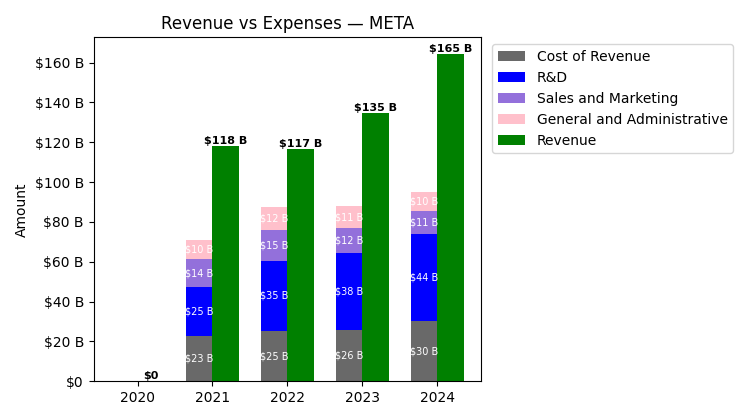 Revenue vs Expenses — META
Cost of Revenue
R&D
Sales and Marketing
General and Administrative
Revenue
Amount
$160 B
$140 B
$120 B
$100 B
$80 B
$60 B
$40 B
$20 B
$0
$0
$118 B
$10 B
$14 B
$25 B
$23 B
$117 B
$12 B
$15 B
$35 B
$25 B
$135 B
$11 B
$12 B
$38 B
$26 B
$165 B
$10 B
$11 B
$44 B
$30 B
2020
2021
2022
2023
2024